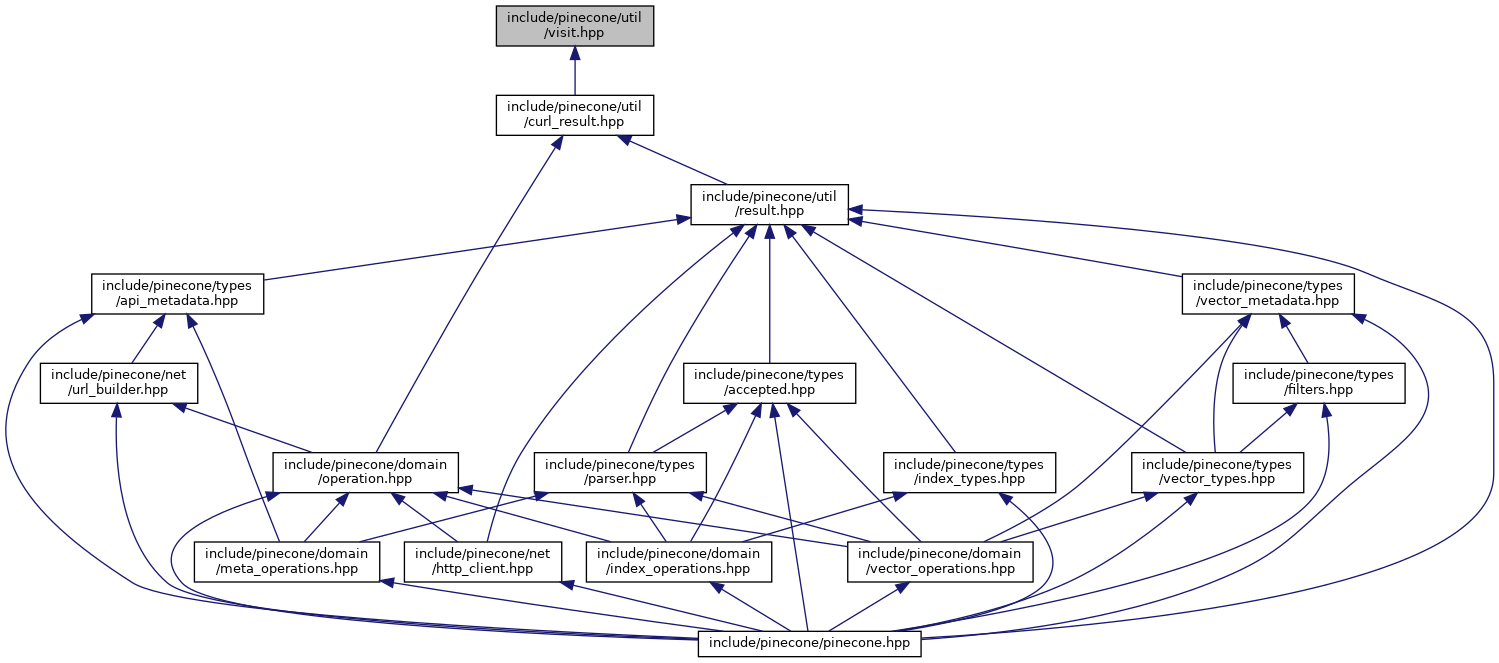 include/pinecone/util
/visit.hpp
include/pinecone/util
/curl_result.hpp
include/pinecone/util
/result.hpp
include/pinecone/types
/api_metadata.hpp
include/pinecone/types
/vector_metadata.hpp
include/pinecone/net
/url_builder.hpp
include/pinecone/types
/accepted.hpp
include/pinecone/types
/filters.hpp
include/pinecone/domain
/operation.hpp
include/pinecone/types
/parser.hpp
include/pinecone/types
/index_types.hpp
include/pinecone/types
/vector_types.hpp
include/pinecone/domain
/meta_operations.hpp
include/pinecone/net
/http_client.hpp
include/pinecone/domain
/index_operations.hpp
include/pinecone/domain
/vector_operations.hpp
include/pinecone/pinecone.hpp